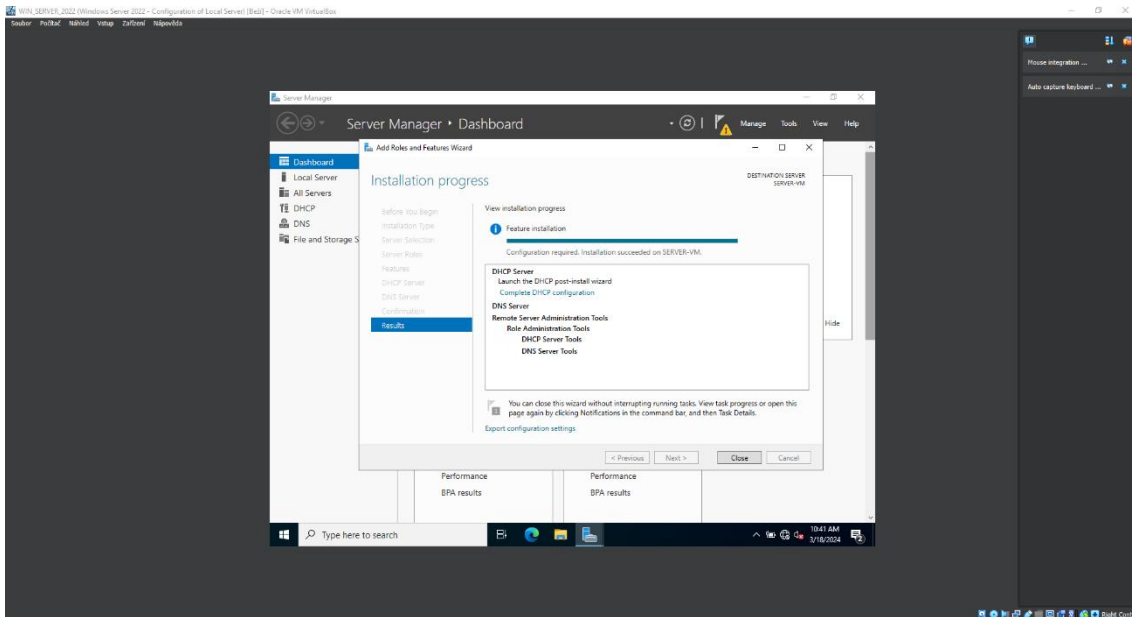 WIN_SERVER_2022 (Windows Server 2022 - Configuration of Local Server) [Beží] - Oracle VM VirtualBox
Soubor Počítač Náhled Vstup Zařízení Nápověda
Mouse integration ...
Auto capture keyboard ...
Server Manager
Server Manager • Dashboard
Manage Tools View Help
Add Roles and Features Wizard
Installation progress
DESTINATION SERVER
SERVER-VM
Dashboard
Local Server
All Servers
DHCP
DNS
File and Storage S
Before You Begin
Installation Type
Server Selection
Server Roles
Features
DHCP Server
DNS Server
Confirmation
Results
View installation progress
Feature installation
Configuration required. Installation succeeded on SERVER-VM.
DHCP Server
Launch the DHCP post-install wizard
Complete DHCP configuration
DNS Server
Remote Server Administration Tools
Role Administration Tools
DHCP Server Tools
DNS Server Tools
You can close this wizard without interrupting running tasks. View task progress or open this
page again by clicking Notifications in the command bar, and then Task Details.
Export configuration settings
< Previous Next > Close Cancel
Hide
Performance Performance
BPA results BPA results
Type here to search
10:41 AM
3/18/2024
2
Right Cont